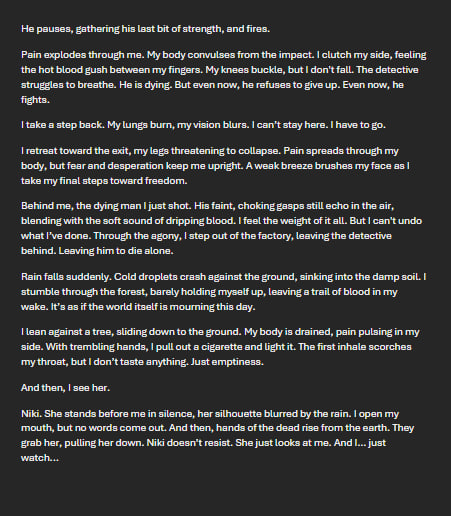 He pauses, gathering his last bit of strength, and fires.
Pain explodes through me. My body convulses from the impact. I clutch my side, feeling
the hot blood gush between my fingers. My knees buckle, but I don't fall. The detective
struggles to breathe. He is dying. But even now, he refuses to give up. Even now, he
fights.
I take a step back. My lungs burn, my vision blurs. I can't stay here. I have to go.
I retreat toward the exit, my legs threatening to collapse. Pain spreads through my
body, but fear and desperation keep me upright. A weak breeze brushes my face as I
take my final steps toward freedom.
Behind me, the dying man I just shot. His faint, choking gasps still echo in the air,
blending with the soft sound of dripping blood. I feel the weight of it all. But I can't undo
what I've done. Through the agony, I step out of the factory, leaving the detective
behind. Leaving him to die alone.
Rain falls suddenly. Cold droplets crash against the ground, sinking into the damp soil. I
stumble through the forest, barely holding myself up, leaving a trail of blood in my
wake. It's as if the world itself is mourning this day.
I lean against a tree, sliding down to the ground. My body is drained, pain pulsing in my
side. With trembling hands, I pull out a cigarette and light it. The first inhale scorches
my throat, but I don't taste anything. Just emptiness.
And then, I see her.
Niki. She stands before me in silence, her silhouette blurred by the rain. I open my
mouth, but no words come out. And then, hands of the dead rise from the earth. They
grab her, pulling her down. Niki doesn't resist. She just looks at me. And I... just
watch...